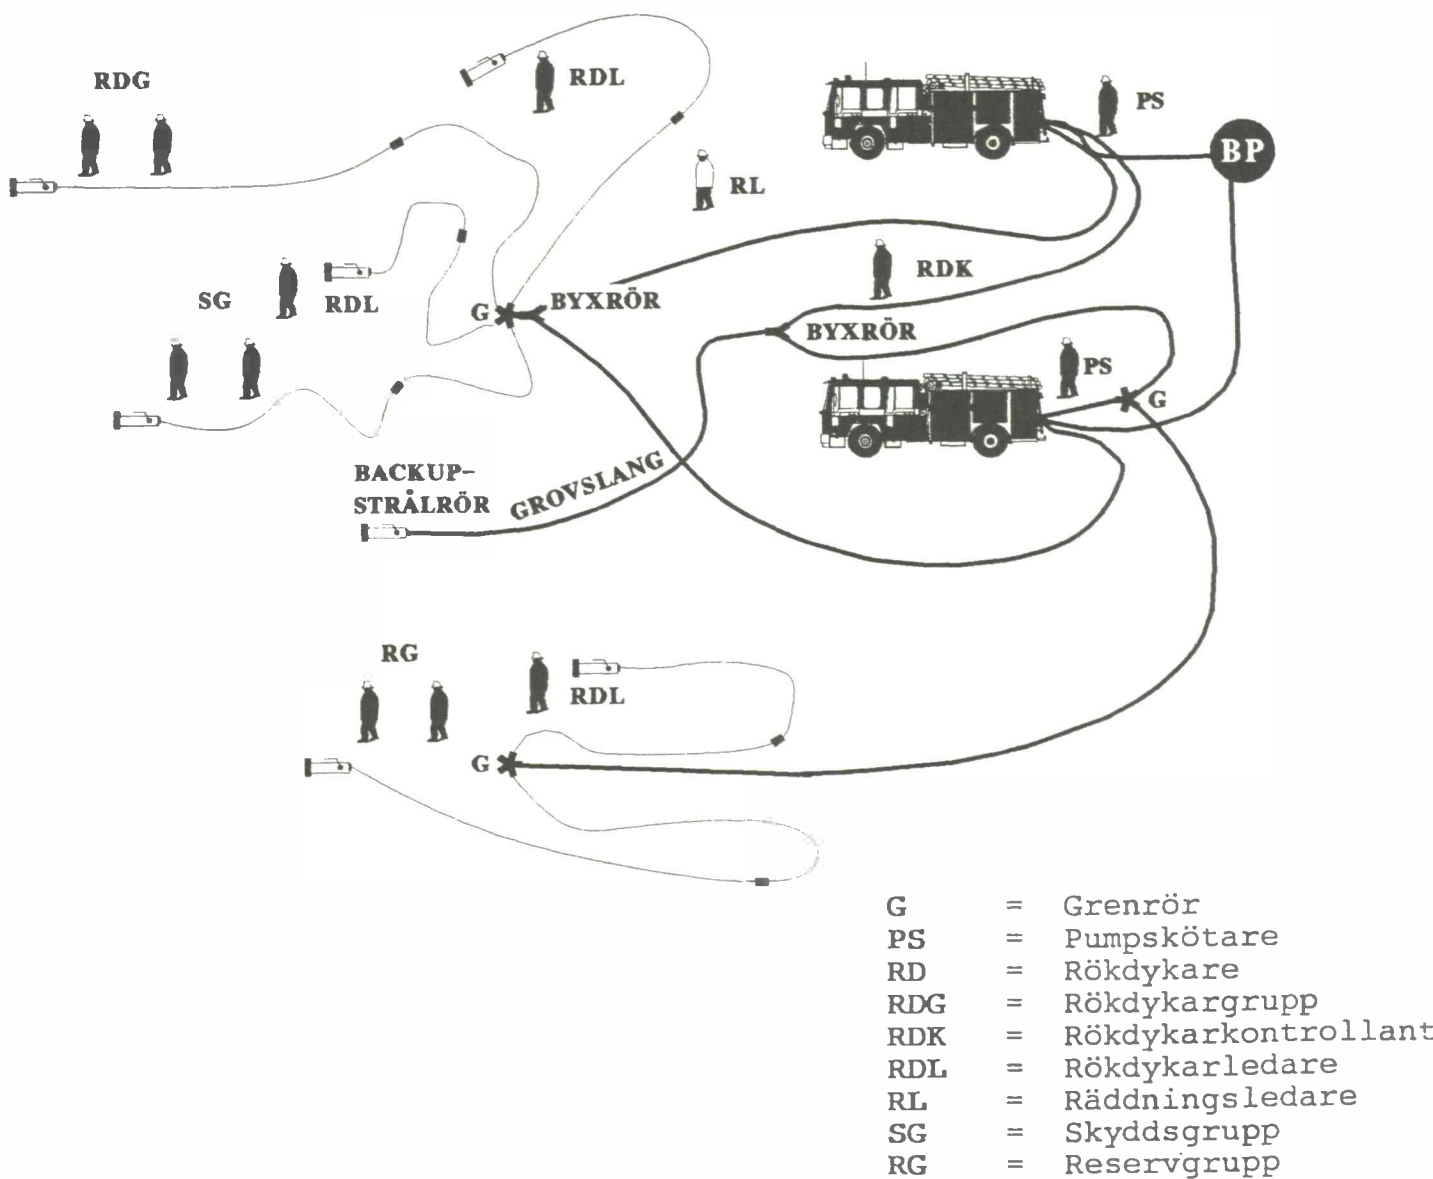 RDG
RDL
PS
BP
RL
RDK
SG
RDL
G
BYXRÖR
BYXRÖR
PS
G
BACKUP-
STRÅLRÖR
GROVSLANG
RG
RDL
G
G = Grenrör
PS = Pumpskötare
RD = Rökdykare
RDG = Rökdykargrupp
RDK = Rökdykarkontrollant
RDL = Rökdykarledare
RL = Räddningsledare
SG = Skyddsgrupp
RG = Reservgrupp